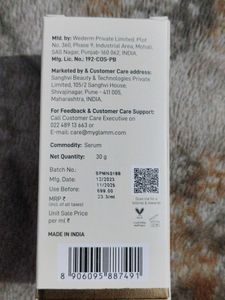 Mfd. by: Wederm Private Limited, Plot
No. 360, Phase 9, Industrial Area, Mohali,
SAS Nagar, Punjab-160 062, INDIA.
Mfg. Lic. No.: 192-COS-PB
Marketed by & Customer Care address:
Sanghvi Beauty & Technologies Private
Limited, 105/2 Sanghvi House,
Shivajinagar, Pune - 411 005,
Maharashtra, INDIA.
For Feedback & Customer Care Support:
Call Customer Care Executive on
022 489 13 663 or
E-mail: care@myglamm.com
Commodity: Serum
Net Quantity: 30 g
Batch No.
Mfg. Date:
12/2023
Use Before:
11/2025
MRP ₹
699.00
(Incl. of all taxes)
Unit Sale Price
per ml ₹
23.3/ml
MADE IN INDIA
8 906095 887491